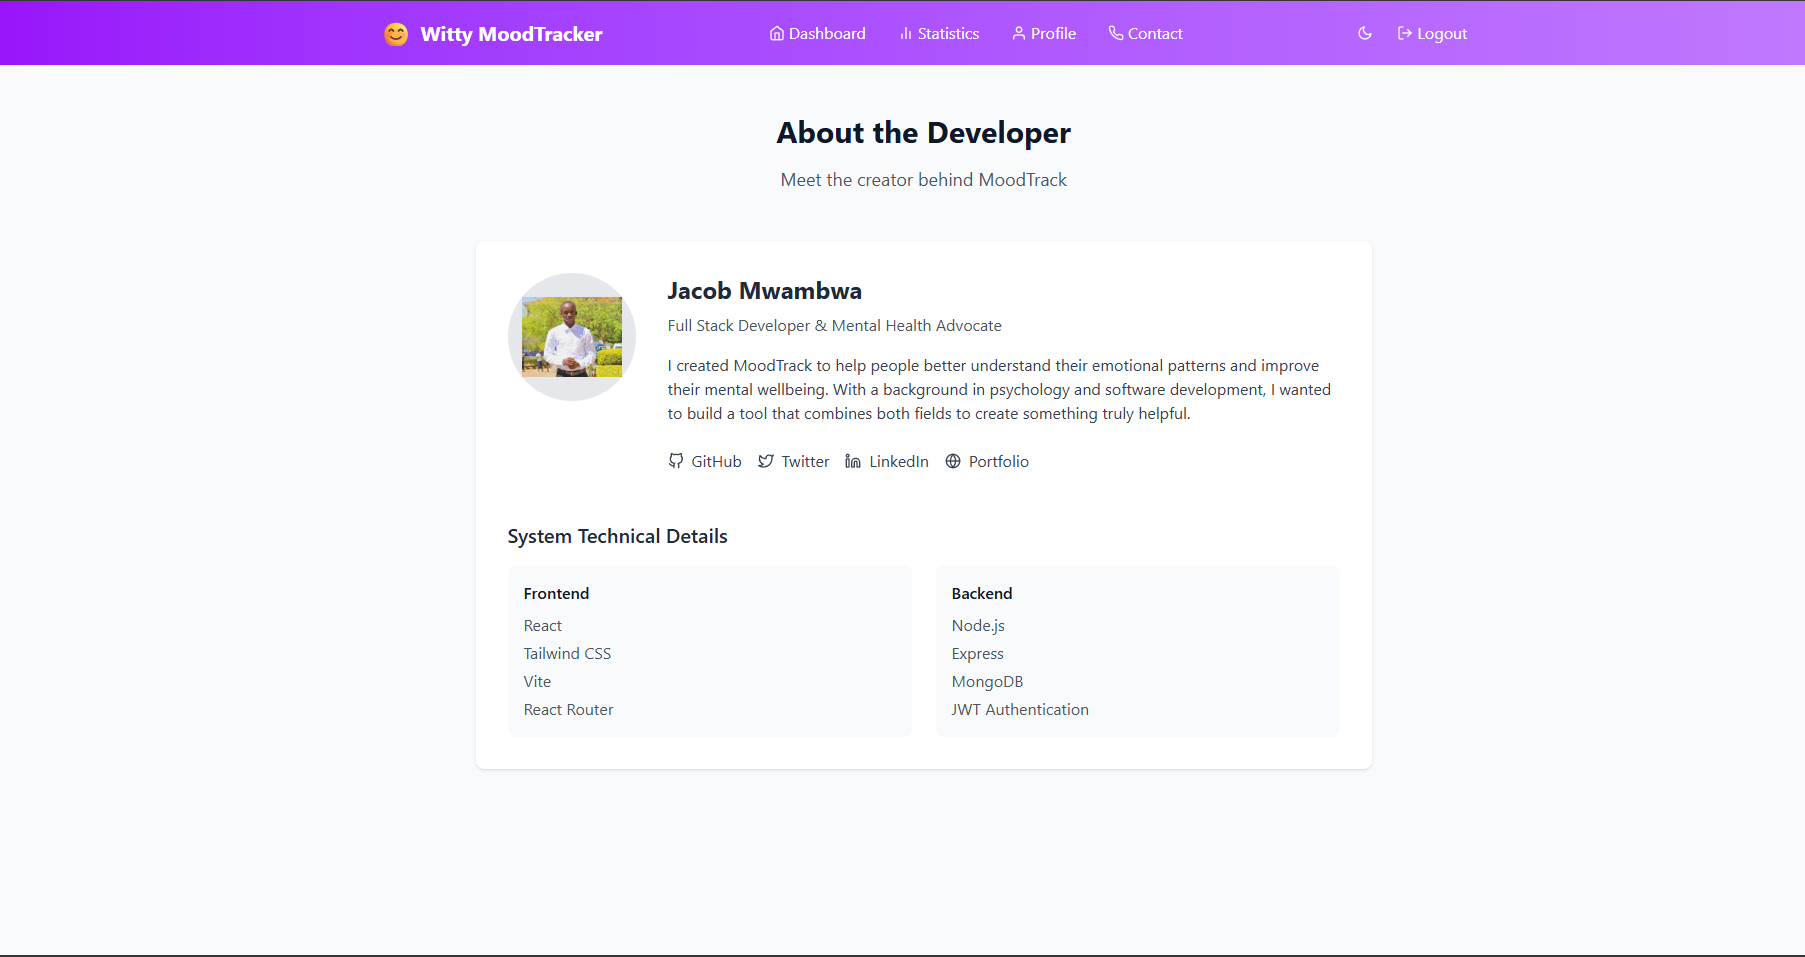 Witty MoodTracker
Dashboard
Statistics
Profile
Contact
Logout
About the Developer
Meet the creator behind MoodTrack
Jacob Mwambwa
Full Stack Developer & Mental Health Advocate
I created MoodTrack to help people better understand their emotional patterns and improve
their mental wellbeing. With a background in psychology and software development, I wanted
to build a tool that combines both fields to create something truly helpful.
GitHub
Twitter
LinkedIn
Portfolio
System Technical Details
Frontend
React
Tailwind CSS
Vite
React Router
Backend
Node.js
Express
MongoDB
JWT Authentication